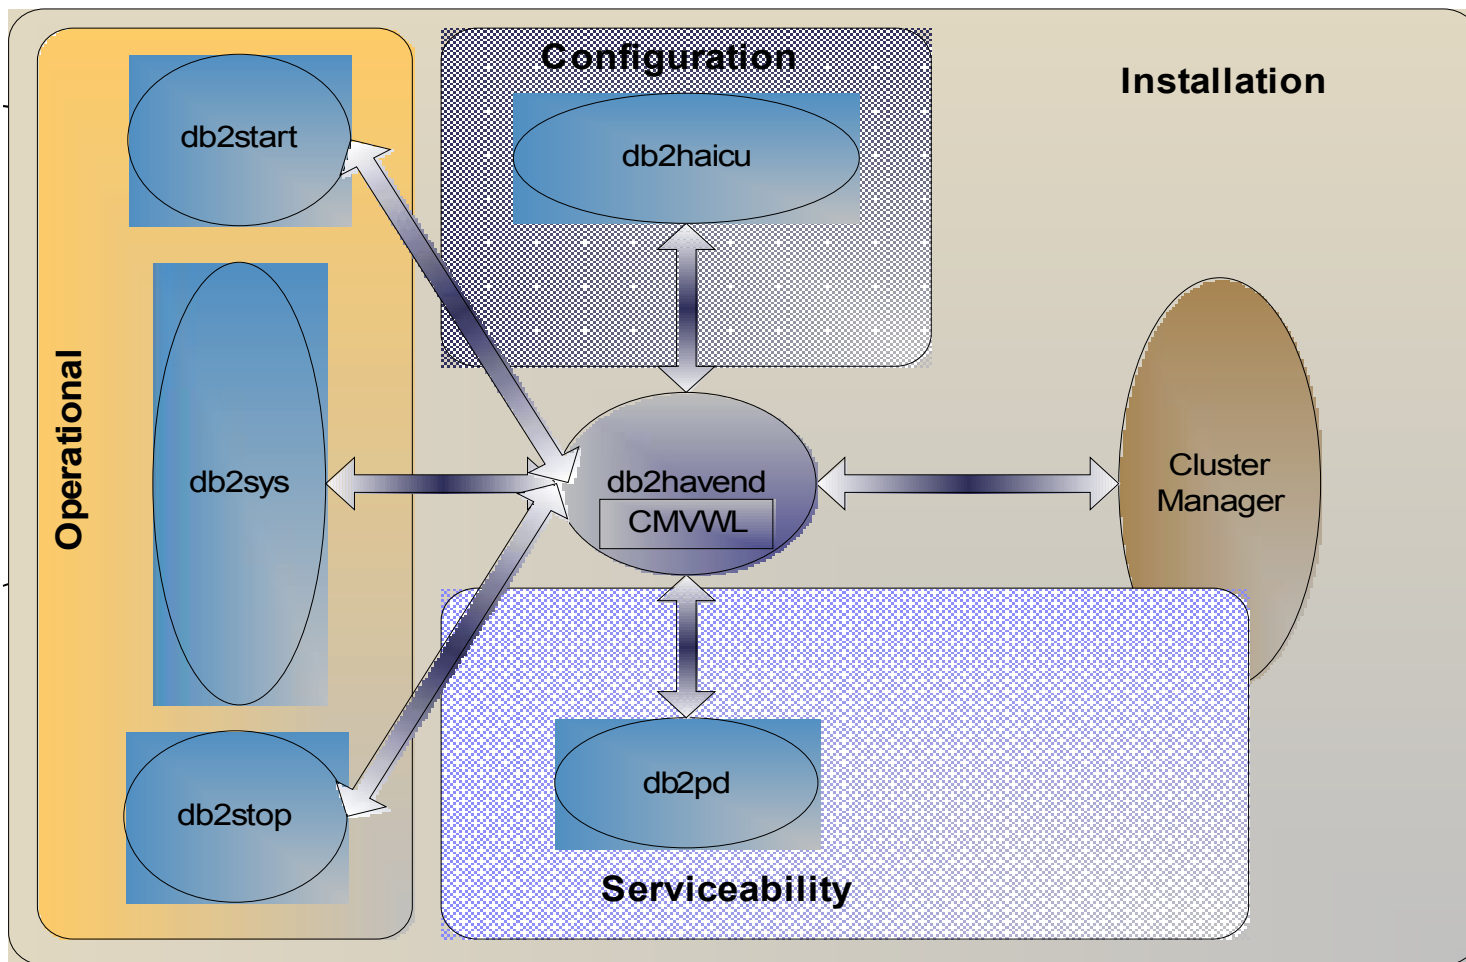 Configuration
Installation
db2start
db2haicu
Operational
db2sys
db2havend
CMVWL
Cluster
Manager
db2stop
db2pd
Serviceability